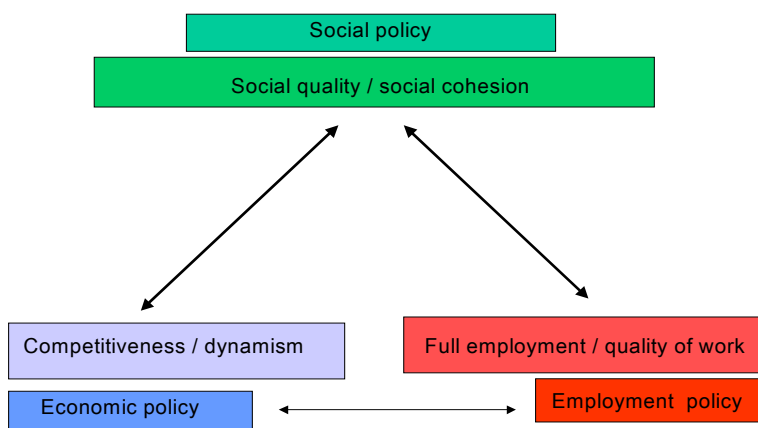 Social policy
Social quality / social cohesion
Competitiveness / dynamism
Full employment / quality of work
Economic policy
Employment policy